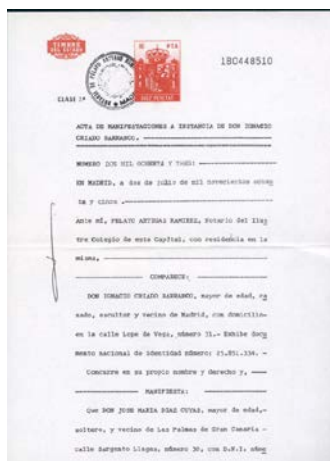 TIMBRE
DEL ESTADO
1BC448510
CLASE
ACTA DE MANIFESTACIONES A INSTANCIA DE DON IGNACIO
CRIADO BARRANCO.
NUMERO DOS MIL OCHENTA Y TRES:
EN MADRID, a dos de julio de mil novecientos ochen
ta y cinco.
Ante MÍ, PELAYO ARTEGAS RAMIREZ, Notario del Ilus
tre Colegio de esta Capital, con residencia en la
misma,
COMPARECE:
DON IGNACIO CRIADO BARRANCO, mayor de edad, ca
sado, escultor y vecino de Madrid, con domicilio-
en la calle Lope de Vega, número 31.- Exhibe docu
mento nacional de identidad número:
Concurre en su propio nombre y derecho y,
MANIFIESTA:
Que DON JOSE MARIA DIAS CUYAS, mayor de edad,-
soltero, y vecino de Las Palmas de Gran Canaria -
calle Sargento Llagas, número 30, con D.N.I. núme